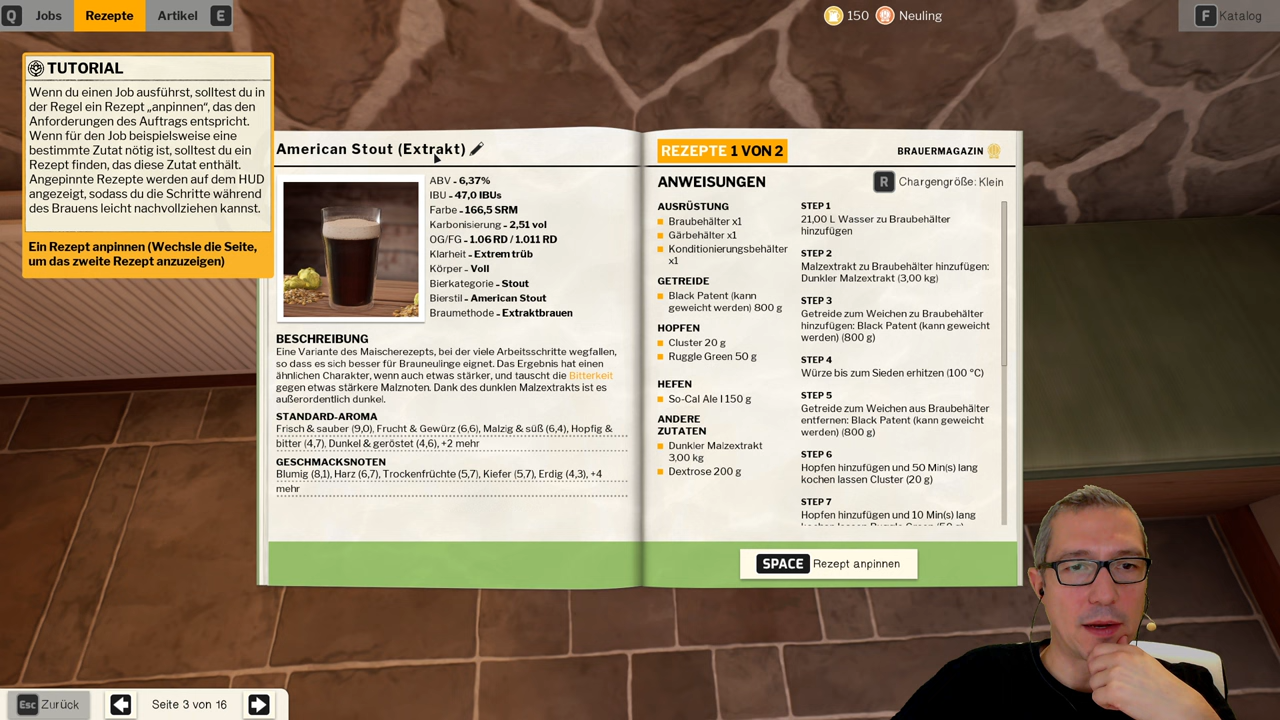 Q Jobs Rezepte Artikel E
150 Neuling
F Katalog
TUTORIAL
Wenn du einen Job ausführst, solltest du in
der Regel ein Rezept „anpinnen“, das den
Anforderungen des Auftrags entspricht.
Wenn für den Job beispielsweise eine
bestimmte Zutat nötig ist, solltest du ein
Rezept finden, das diese Zutat enthält.
Angepinnte Rezepte werden auf dem HUD
angezeigt, sodass du die Schritte während
des Brauens leicht nachvollziehen kannst.
Ein Rezept anpinnen (Wechsle die Seite,
um das zweite Rezept anzuzeigen)
American Stout (Extrakt)
ABV - 6,37%
IBU - 47,0 IBUs
Farbe - 166,5 SRM
Karbonisierung - 2,51 vol
OG/FG - 1.06 RD / 1.011 RD
Klarheit - Extrem trüb
Körper - Voll
Bierkategorie - Stout
Bierstil - American Stout
Braumethode - Extraktbrauen
BESCHREIBUNG
Eine Variante des Maischerezepts, bei der viele Arbeitsschritte wegfallen,
so dass es sich besser für Brauneulinge eignet. Das Ergebnis hat einen
ähnlichen Charakter, wenn auch etwas stärker, und tauscht die Bitterkeit
gegen etwas stärkere Malznoten. Dank des dunklen Malzextrakts ist es
außerordentlich dunkel.
STANDARD-AROMA
Frisch & sauber (9,0), Frucht & Gewürz (6,6), Malzig & süß (6,4), Hopfig &
bitter (4,7), Dunkel & geröstet (4,6), +2 mehr
GESCHMACKSNOTEN
Blumig (8,1), Harz (6,7), Trockenfrüchte (5,7), Kiefer (5,7), Erdig (4,3), +4
mehr
REZEPTE 1 VON 2
BRAUERMAGAZIN
ANWEISUNGEN
R Chargengröße: Klein
AUSRÜSTUNG
Braubehälter x1
Gärbehälter x1
Konditionierungsbehälter
x1
GETREIDE
Black Patent (kann
geweicht werden) 800 g
HOPFEN
Cluster 20 g
Ruggle Green 50 g
HEFEN
So-Cal Ale I 150 g
ANDERE
ZUTATEN
Dunkler Malzextrakt
3,00 kg
Dextrose 200 g
STEP 1
21,00 L Wasser zu Braubehälter
hinzufügen
STEP 2
Malzextrakt zu Braubehälter hinzufügen:
Dunkler Malzextrakt (3,00 kg)
STEP 3
Getreide zum Weichen zu Braubehälter
hinzufügen: Black Patent (kann geweicht
werden) (800 g)
STEP 4
Würze bis zum Sieden erhitzen (100 °C)
STEP 5
Getreide zum Weichen aus Braubehälter
entfernen: Black Patent (kann geweicht
werden) (800 g)
STEP 6
Hopfen hinzufügen und 50 Min(s) lang
kochen lassen Cluster (20 g)
STEP 7
Hopfen hinzufügen und 10 Min(s) lang
kochen lassen Ruggle Green (50 g)
SPACE Rezept anpinnen
Esc Zurück Seite 3 von 16